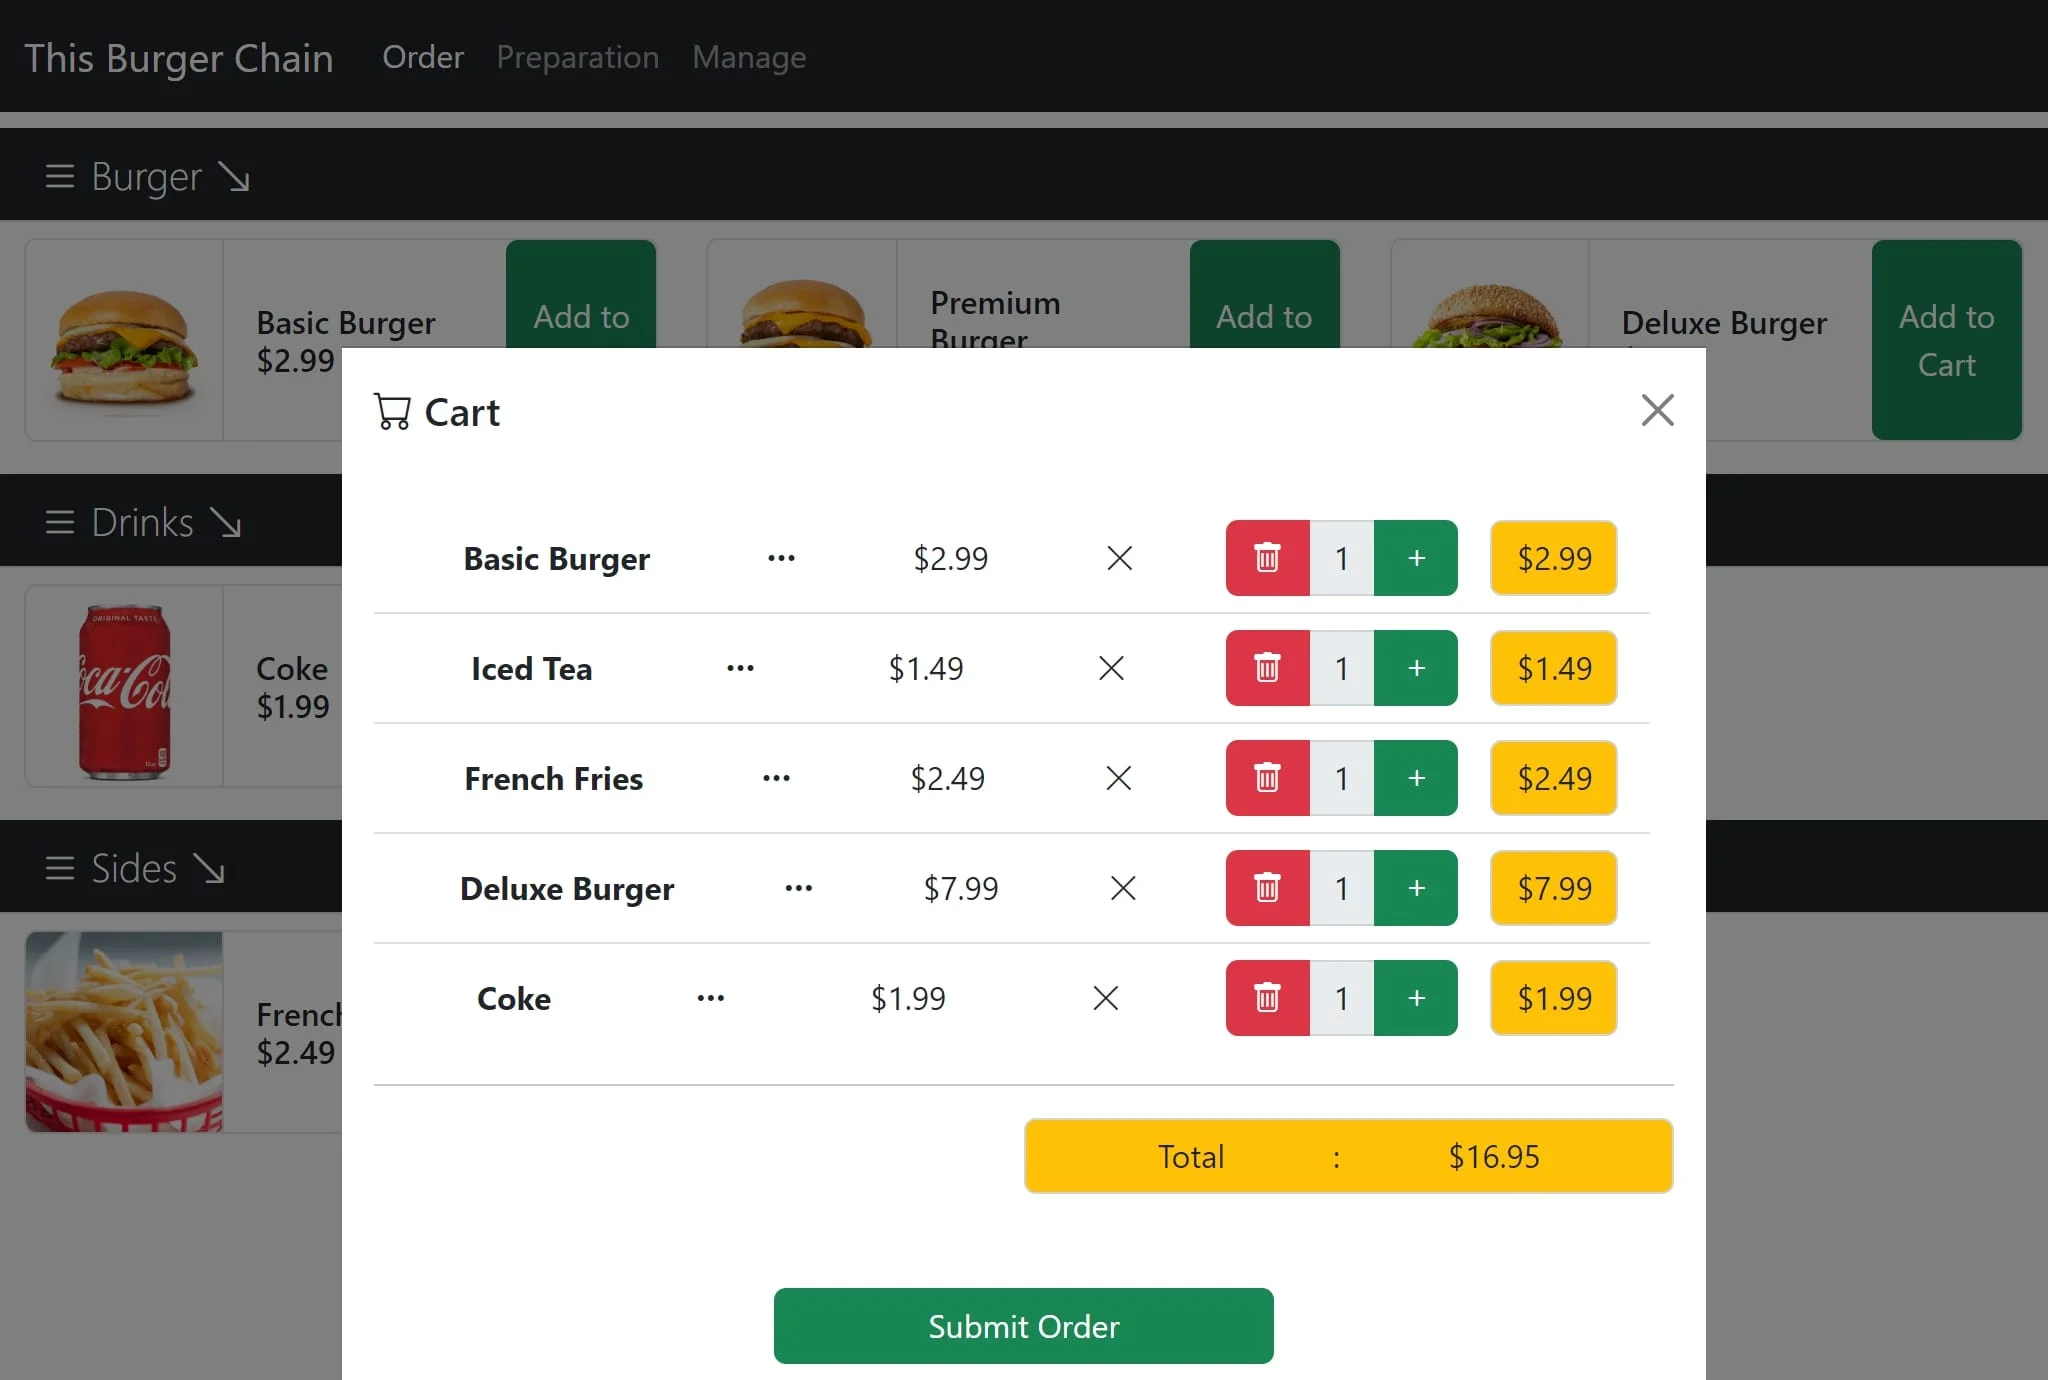 This Burger Chain Order Preparation Manage
Burger
Basic Burger
$2.99
Add to
Premium
Burger
Add to
Deluxe Burger
Add to
Cart
Cart
Drinks
Basic Burger ... $2.99 1 + $2.99
ORIGINAL TASTE
Coke
$1.99
Iced Tea ... $1.49 1 + $1.49
French Fries ... $2.49 1 + $2.49
Sides
Deluxe Burger ... $7.99 1 + $7.99
French
$2.49
Coke ... $1.99 1 + $1.99
Total : $16.95
Submit Order